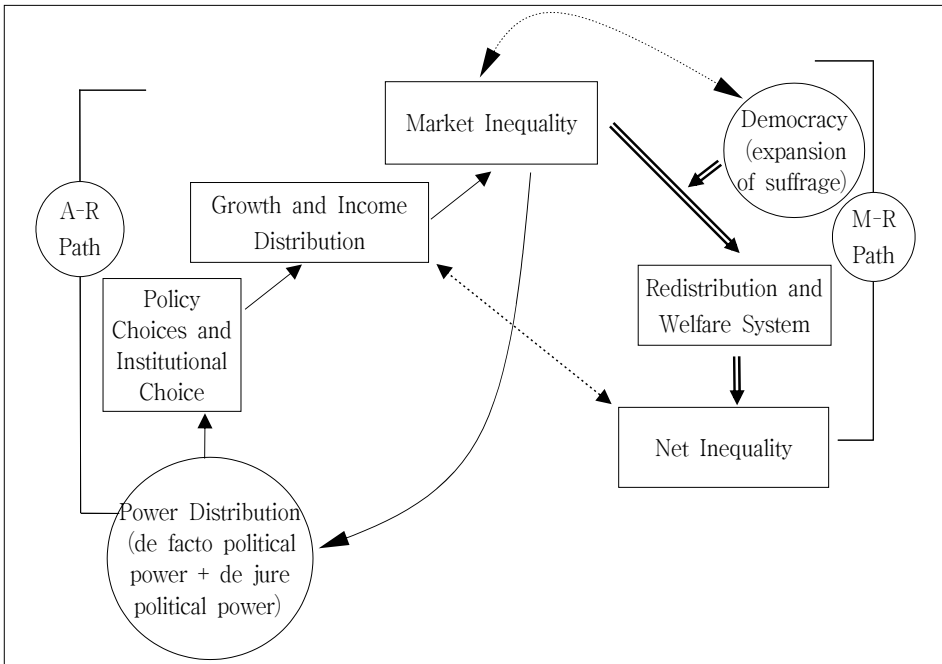 Market Inequality
Democracy
(expansion
of suffrage)
A-R
Path
Growth and Income
Distribution
M-R
Path
Policy
Choices and
Institutional
Choice
Redistribution and
Welfare System
Net Inequality
Power Distribution
(de facto political
power + de jure
political power)